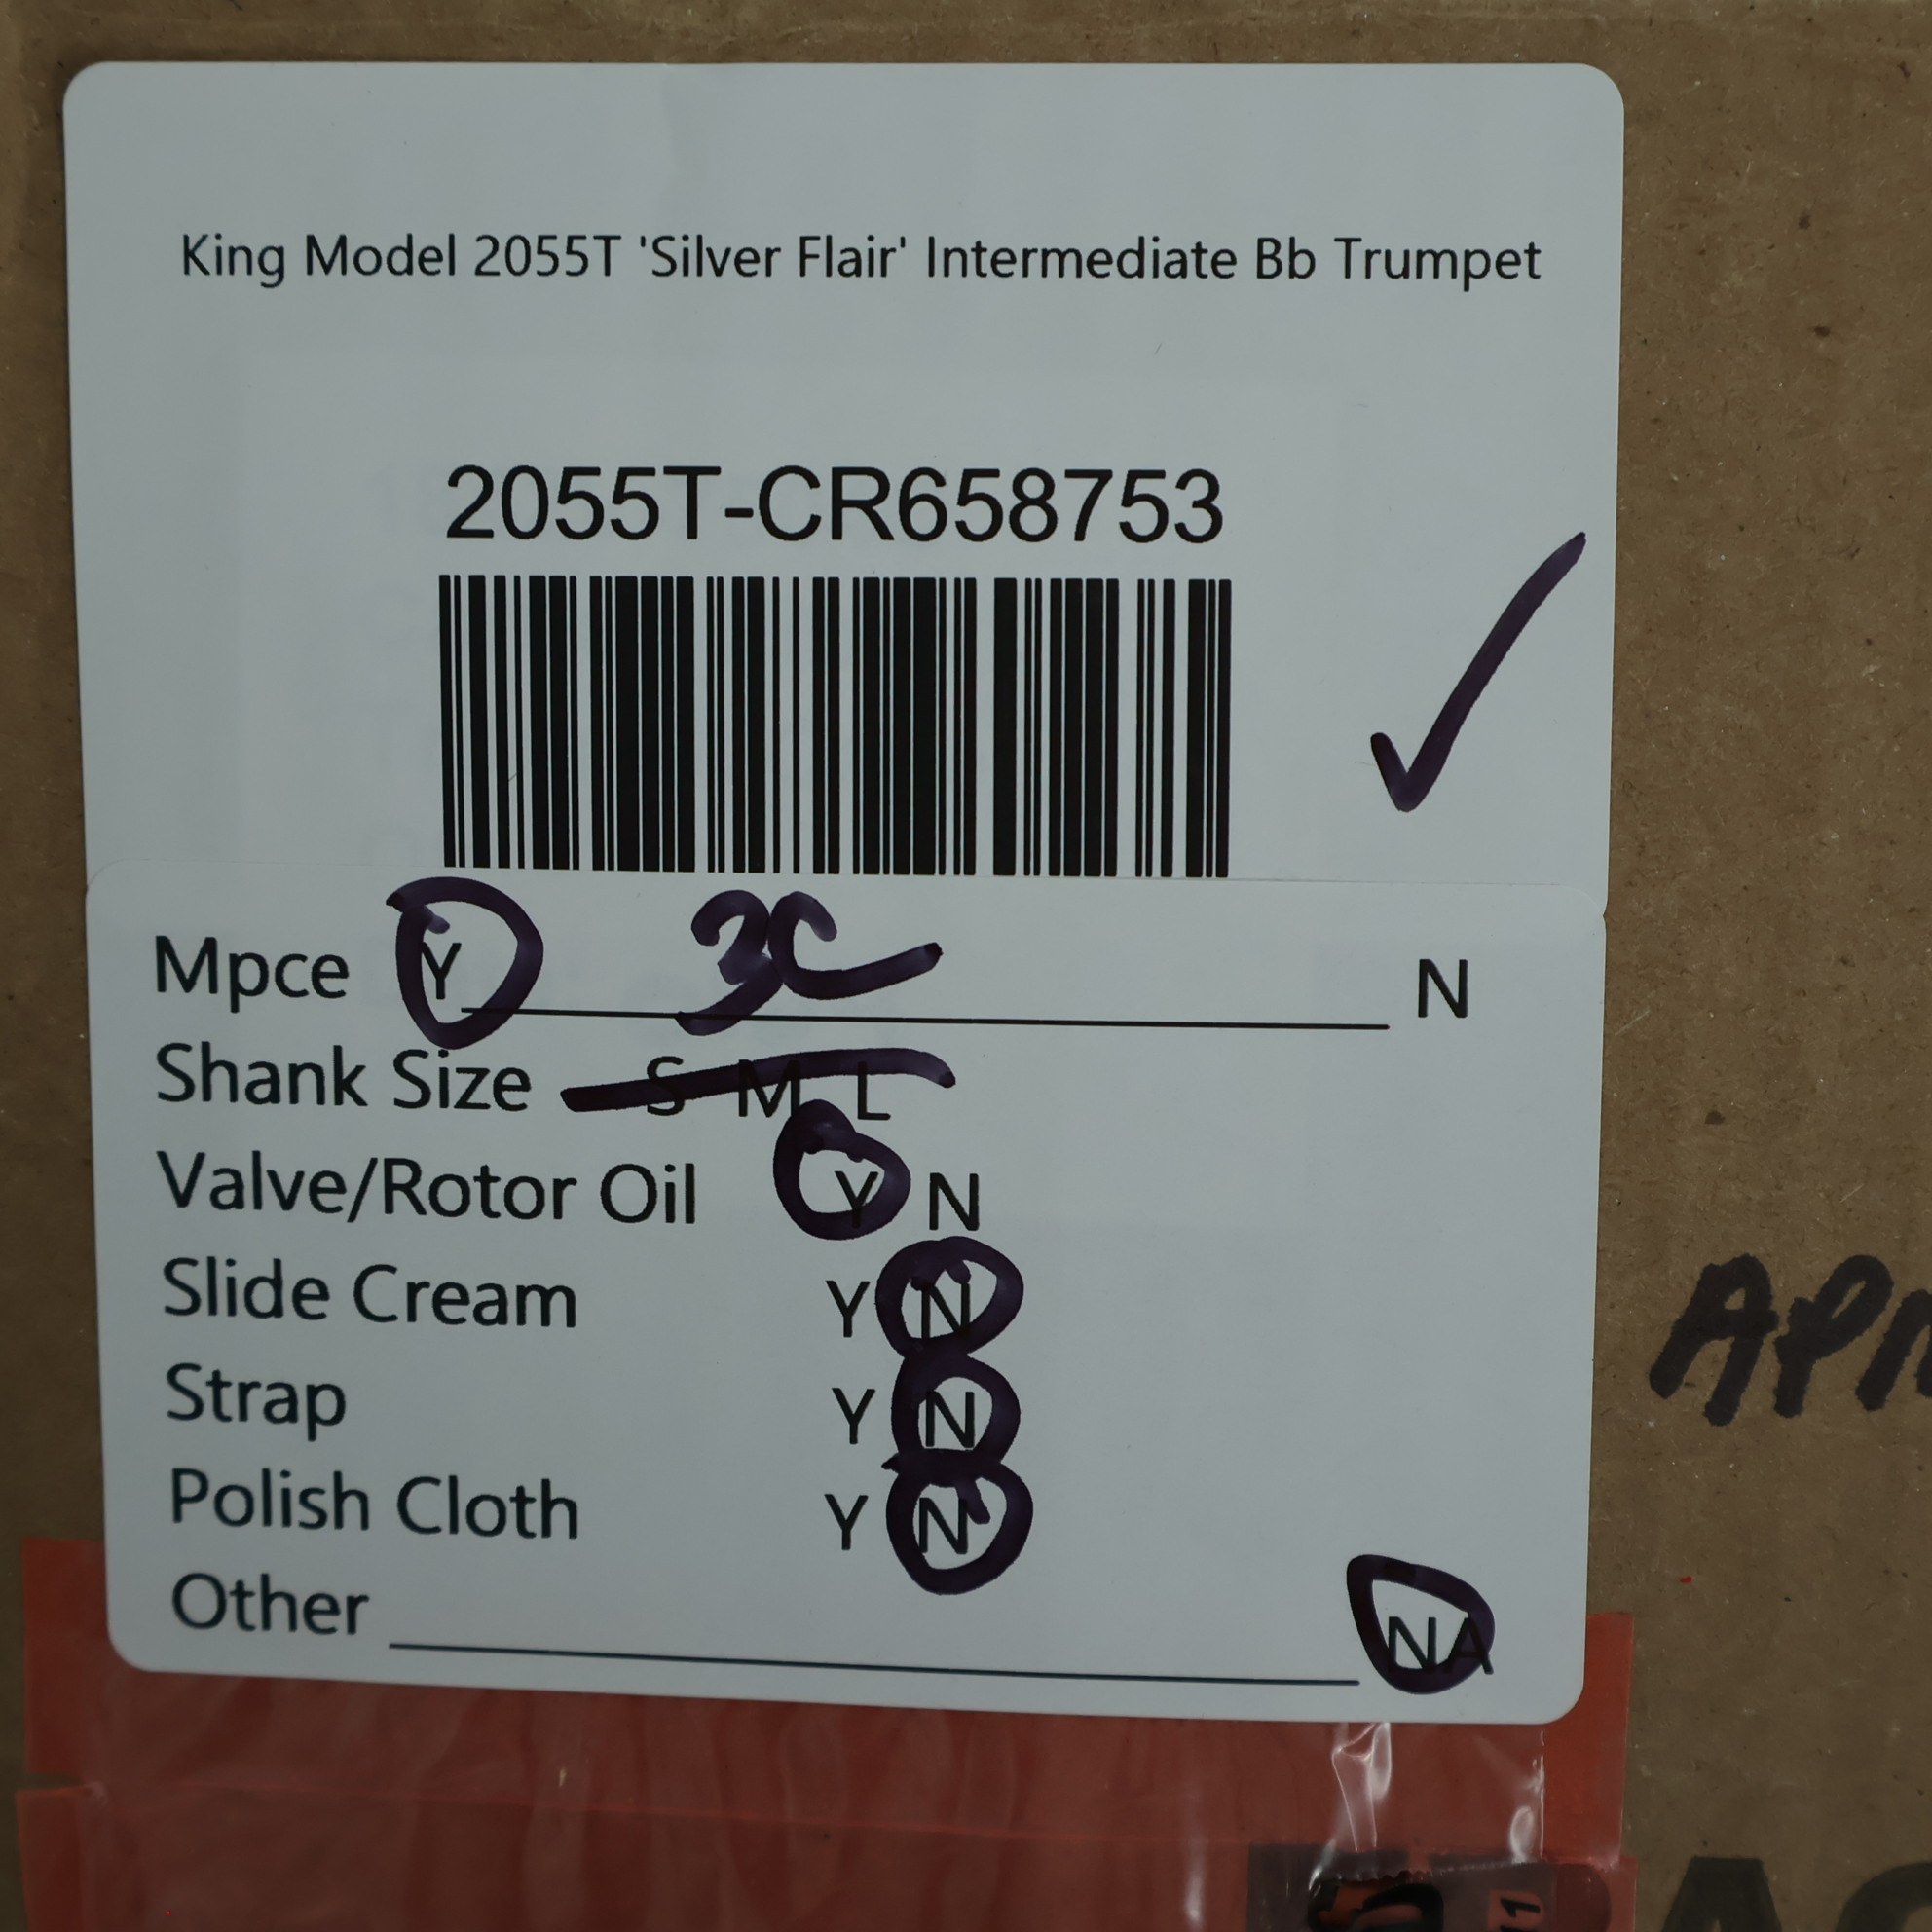 King Model 2055T 'Silver Flair' Intermediate Bb Trumpet
2055T-CR658753
Mpce Y 3C N
Shank Size S M L
Valve/Rotor Oil Y N
Slide Cream Y N
Strap Y N
Polish Cloth Y N
Other NA